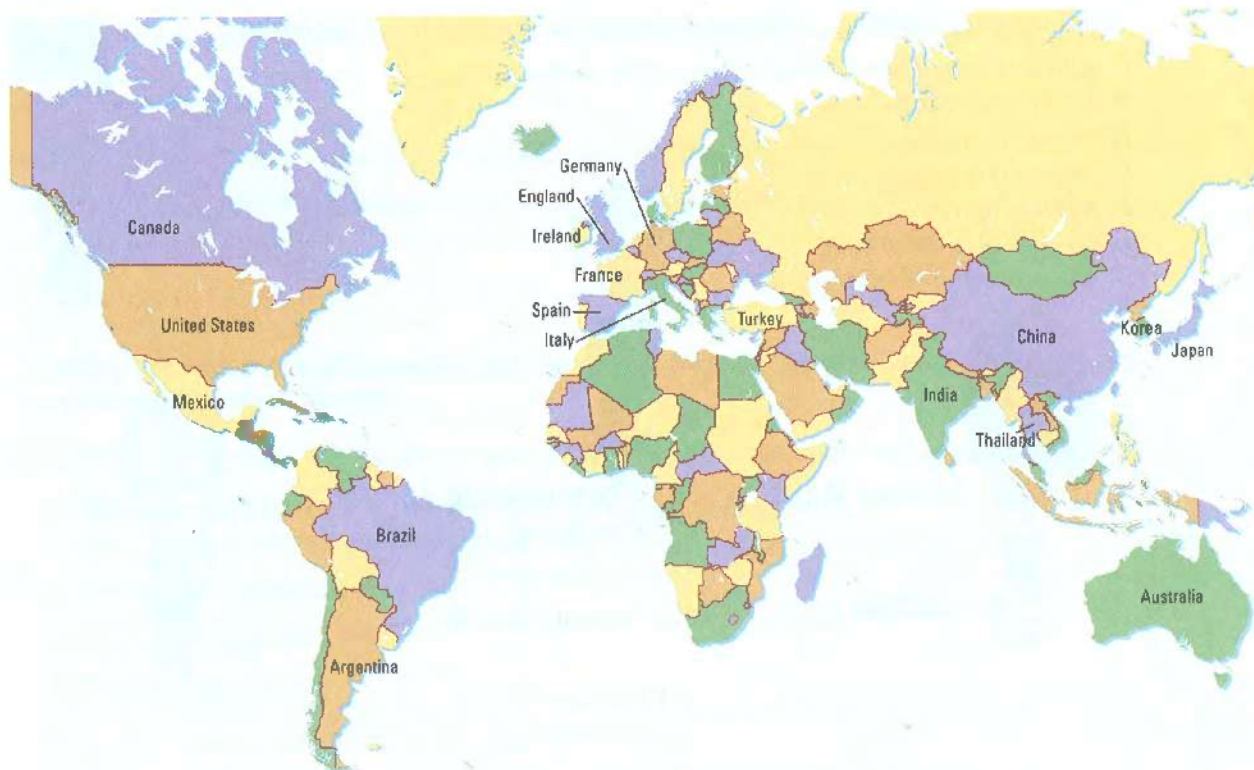 Germany
England
Canada
Ireland
France
Spain
United States
Italy
Turkey
Korea
China
Japan
Mexico
India
Thailand
Brazil
Australia
Argentina